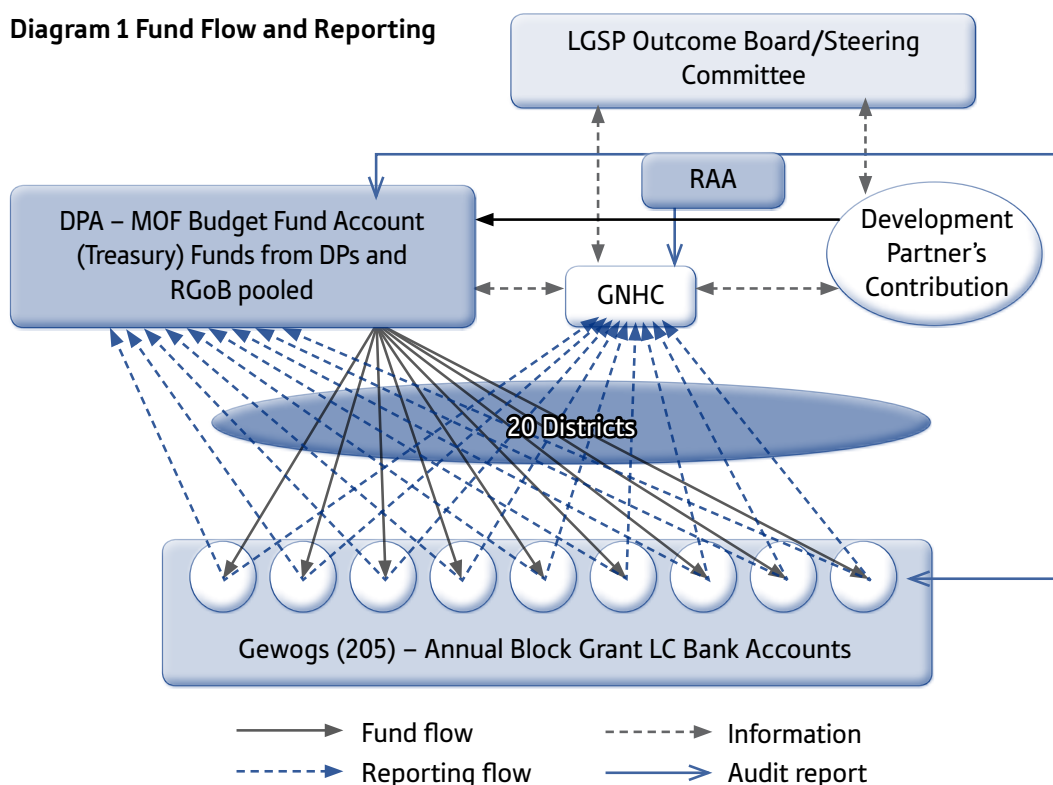 Diagram 1 Fund Flow and Reporting
LGSP Outcome Board/Steering
Committee
RAA
DPA – MOF Budget Fund Account
(Treasury) Funds from DPs and
RGoB pooled
Development
Partner's
Contribution
GNHC
20 Districts
Gewogs (205) – Annual Block Grant LC Bank Accounts
Fund flow
Information
Reporting flow
Audit report